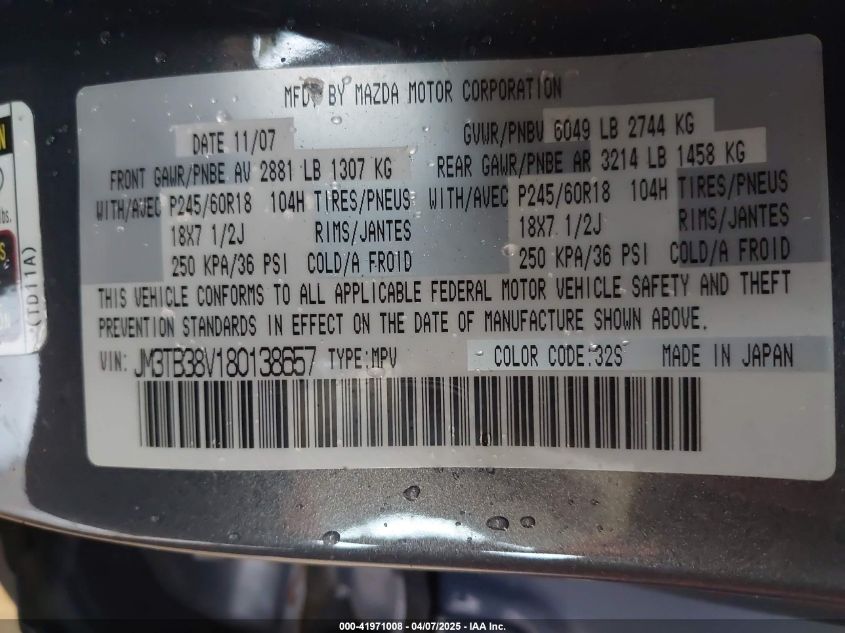 MFD BY MAZDA MOTOR CORPORATION
DATE 11/07 GVWR/PNBV 6049 LB 2744 KG
FRONT GAWR/PNBE AV 2881 LB 1307 KG REAR GAWR/PNBE AR 3214 LB 1458 KG
WITH/AVEC P245/60R18 104H TIRES/PNEUS WITH/AVEC P245/60R18 104H TIRES/PNEUS
18X7 1/2J RIMS/JANTES 18X7 1/2J RIMS/JANTES
250 KPA/36 PSI COLD/A FROID 250 KPA/36 PSI COLD/A FROID
THIS VEHICLE CONFORMS TO ALL APPLICABLE FEDERAL MOTOR VEHICLE SAFETY AND THEFT
PREVENTION STANDARDS IN EFFECT ON THE DATE OF MANUFACTURE SHOWN ABOVE.
VIN: JM3TB38V180138657 TYPE:MPV COLOR CODE:32S MADE IN JAPAN
lbs.
(TD11A)
000-41971008 - 04/07/2025 - IAA Inc.